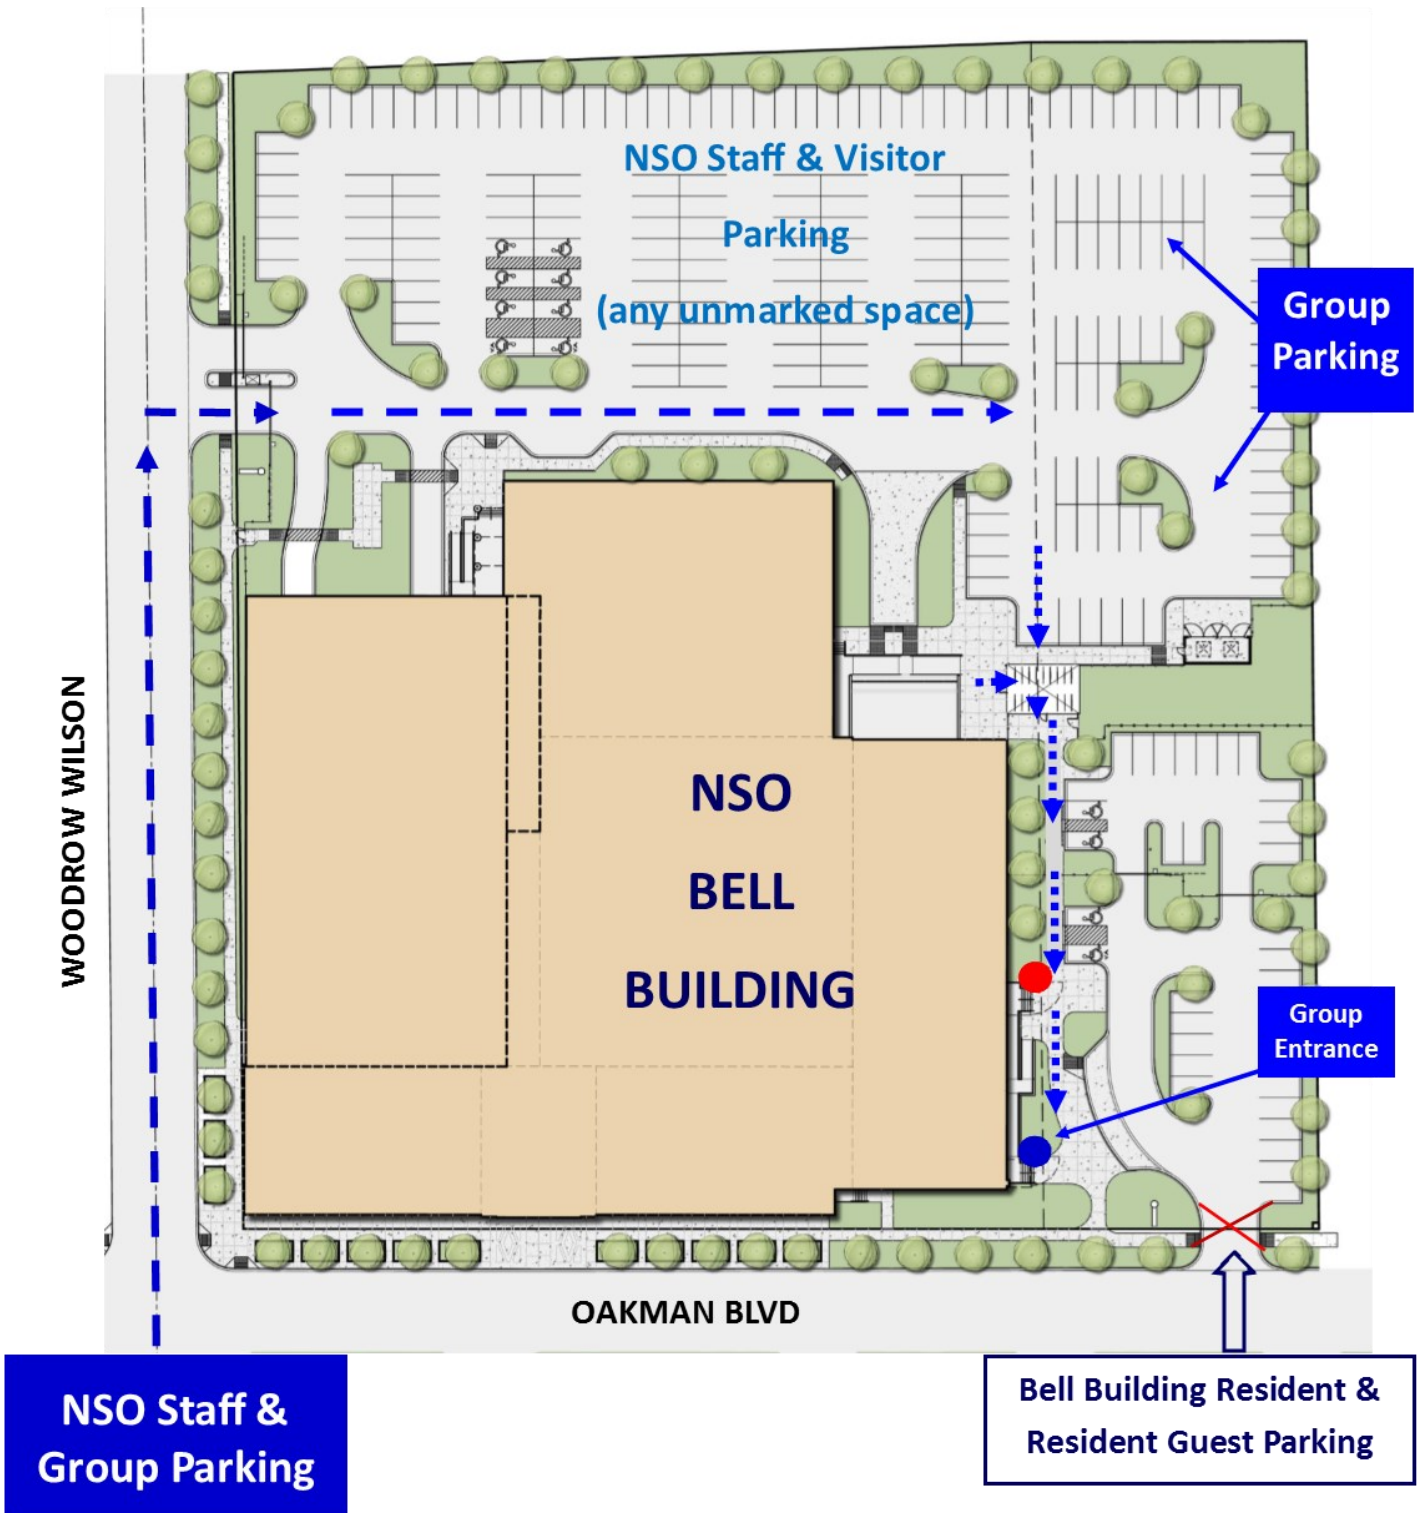 NSO Staff & Visitor
Parking
(any unmarked space)
Group
Parking
WOODROW WILSON
NSO
BELL
BUILDING
Group
Entrance
OAKMAN BLVD
NSO Staff &
Group Parking
Bell Building Resident &
Resident Guest Parking